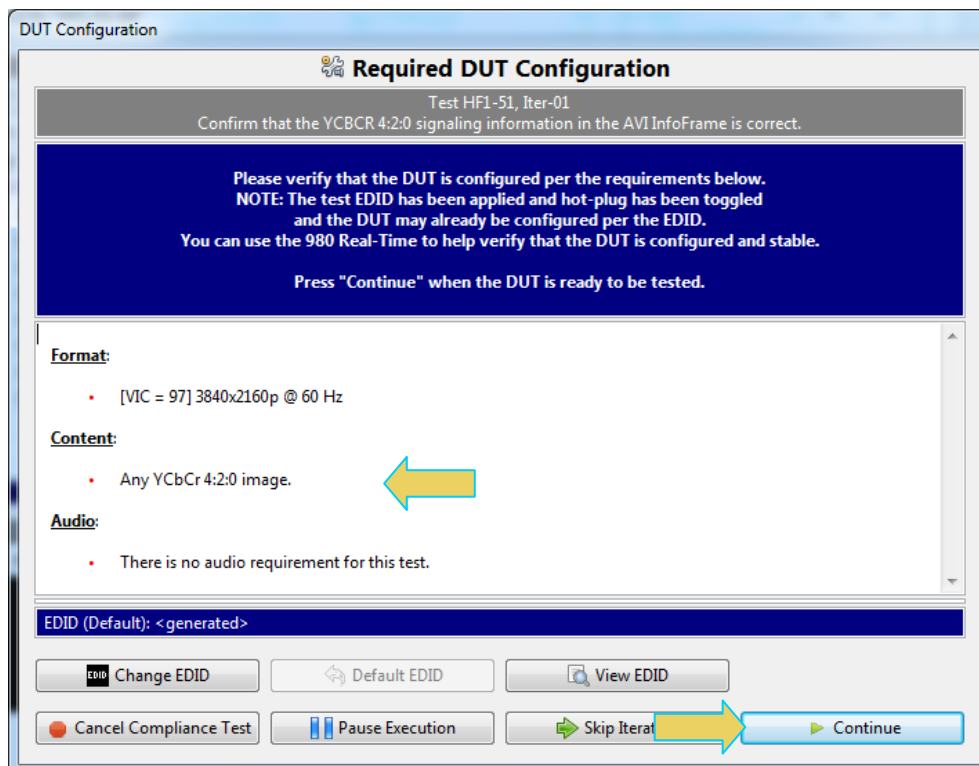 DUT Configuration
Required DUT Configuration
Test HF1-51, Iter-01
Confirm that the YCBCR 4:2:0 signaling information in the AVI InfoFrame is correct.
Please verify that the DUT is configured per the requirements below.
NOTE: The test EDID has been applied and hot-plug has been toggled
and the DUT may already be configured per the EDID.
You can use the 980 Real-Time to help verify that the DUT is configured and stable.
Press "Continue" when the DUT is ready to be tested.
Format:
• [VIC = 97] 3840x2160p @ 60 Hz
Content:
• Any YCbCr 4:2:0 image.
Audio:
• There is no audio requirement for this test.
EDID (Default): <generated>
EDID Change EDID
Default EDID
View EDID
Cancel Compliance Test
Pause Execution
Skip Iterat
Continue